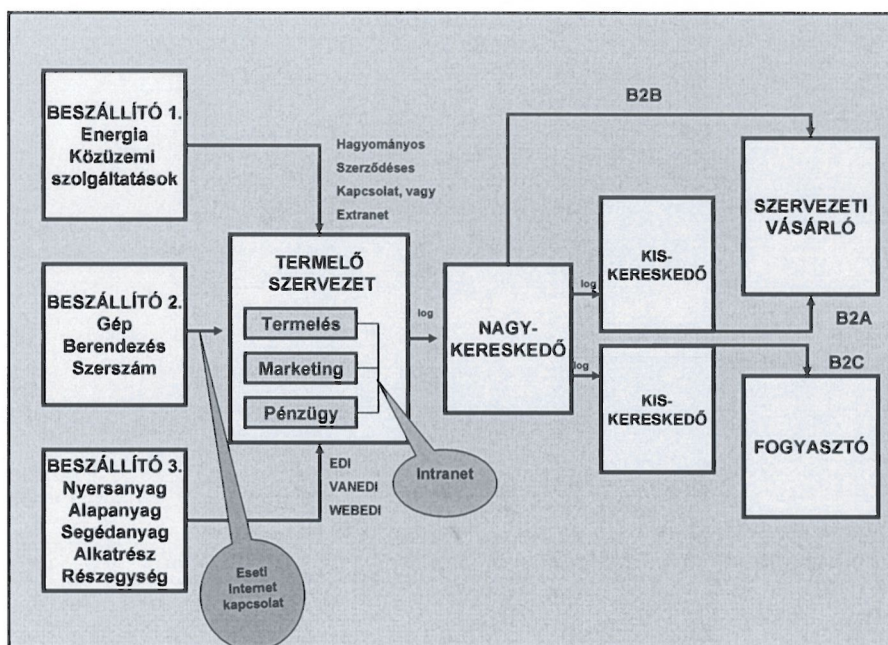 BESZÁLLÍTÓ 1.
Energia
Közüzemi
szolgáltatások
Hagyományos
Szerződéses
Kapcsolat, vagy
Extranet
BESZÁLLÍTÓ 2.
Gép
Berendezés
Szerszám
BESZÁLLÍTÓ 3.
Nyersanyag
Alapanyag
Segédanyag
Alkatrész
Részegység
TERMELŐ
SZERVEZET
Termelés
Marketing
Pénzügy
EDI
VANEDI
WEBEDI
Eseti
Internet
kapcsolat
Intranet
log
NAGY-
KERESKEDŐ
log
log
KIS-
KERESKEDŐ
KIS-
KERESKEDŐ
B2B
SZERVEZETI
VÁSÁRLÓ
B2A
B2C
FOGYASZTÓ